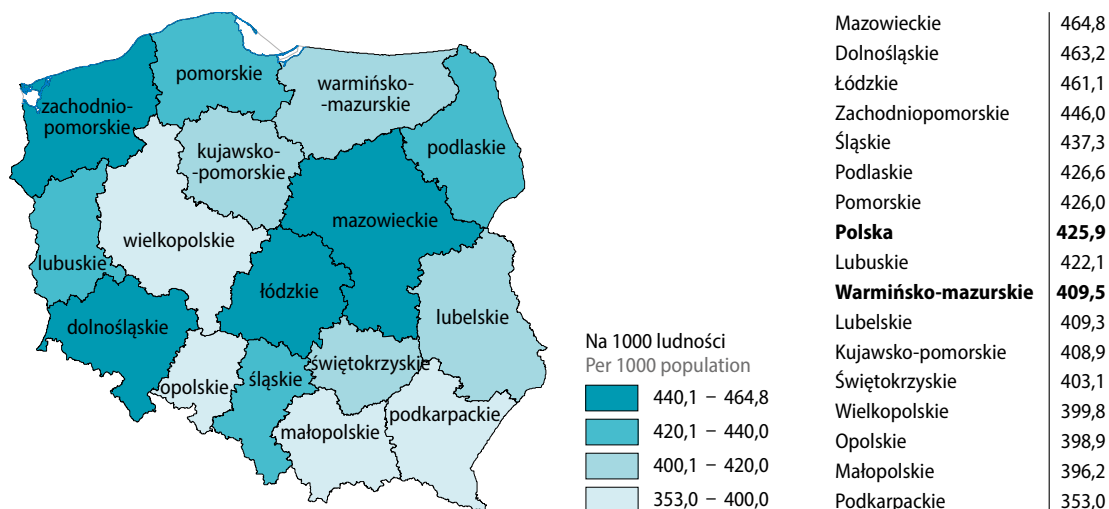 pomorskie
warmińsko-
-mazurskie
zachodnio-
pomorskie
kujawsko-
-pomorskie
podlaskie
mazowieckie
wielkopolskie
lubuskie
łódzkie
dolnośląskie
lubelskie
opolskie
śląskie
świętokrzyskie
małopolskie
podkarpackie
Na 1000 ludności
Per 1000 population
440,1 – 464,8
420,1 – 440,0
400,1 – 420,0
353,0 – 400,0
Mazowieckie 464,8
Dolnośląskie 463,2
Łódzkie 461,1
Zachodniopomorskie 446,0
Śląskie 437,3
Podlaskie 426,6
Pomorskie 426,0
Polska 425,9
Lubuskie 422,1
Warmińsko-mazurskie 409,5
Lubelskie 409,3
Kujawsko-pomorskie 408,9
Świętokrzyskie 403,1
Wielkopolskie 399,8
Opolskie 398,9
Małopolskie 396,2
Podkarpackie 353,0